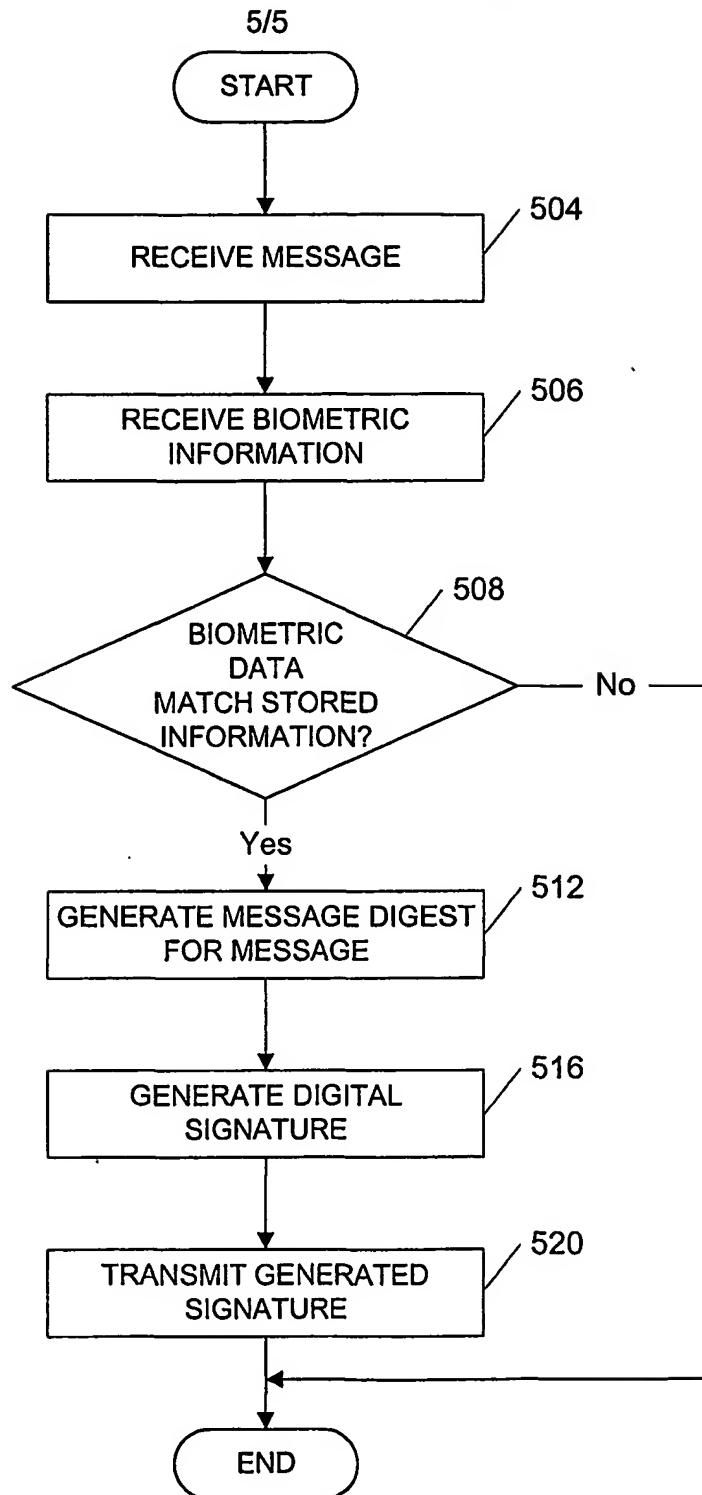 5/5
START
504
RECEIVE MESSAGE
506
RECEIVE BIOMETRIC
INFORMATION
508
BIOMETRIC
DATA
MATCH STORED
INFORMATION?
No
Yes
512
GENERATE MESSAGE DIGEST
FOR MESSAGE
516
GENERATE DIGITAL
SIGNATURE
520
TRANSMIT GENERATED
SIGNATURE
END